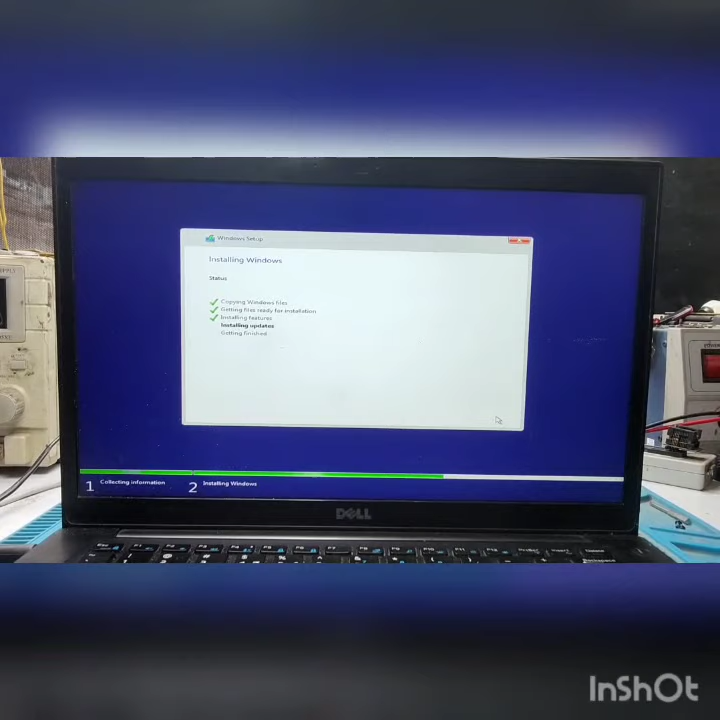 Windows Setup
Installing Windows
Status
Copying Windows files
Getting files ready for installation
Installing features
Installing updates
Getting finished
1 Collecting information
2 Installing Windows
DELL
InShOt